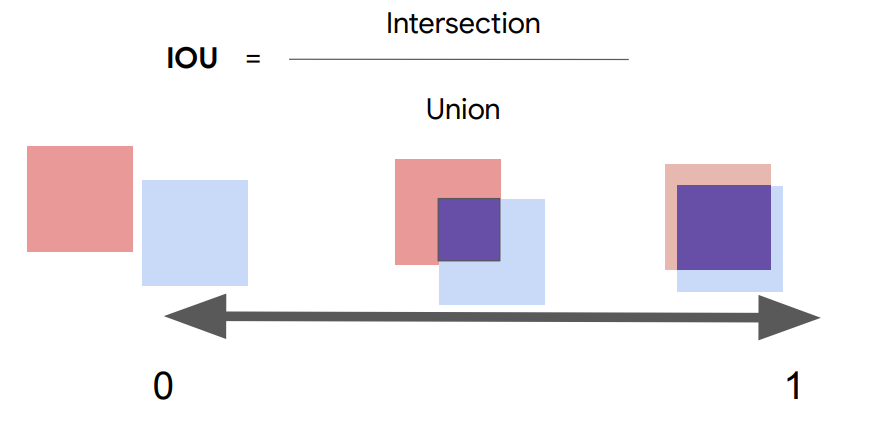 Intersection
IOU =
Union
0 1